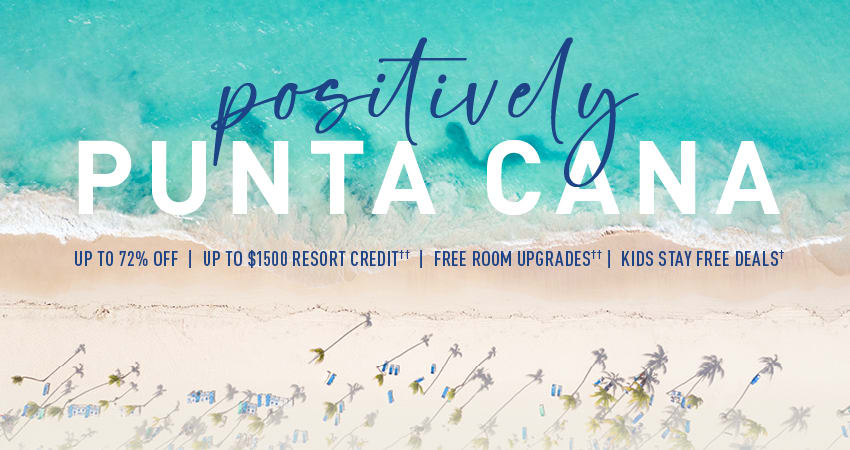 positively
PUNTA CANA
UP TO 72% OFF | UP TO $1500 RESORT CREDIT†† | FREE ROOM UPGRADES†† | KIDS STAY FREE DEALS†